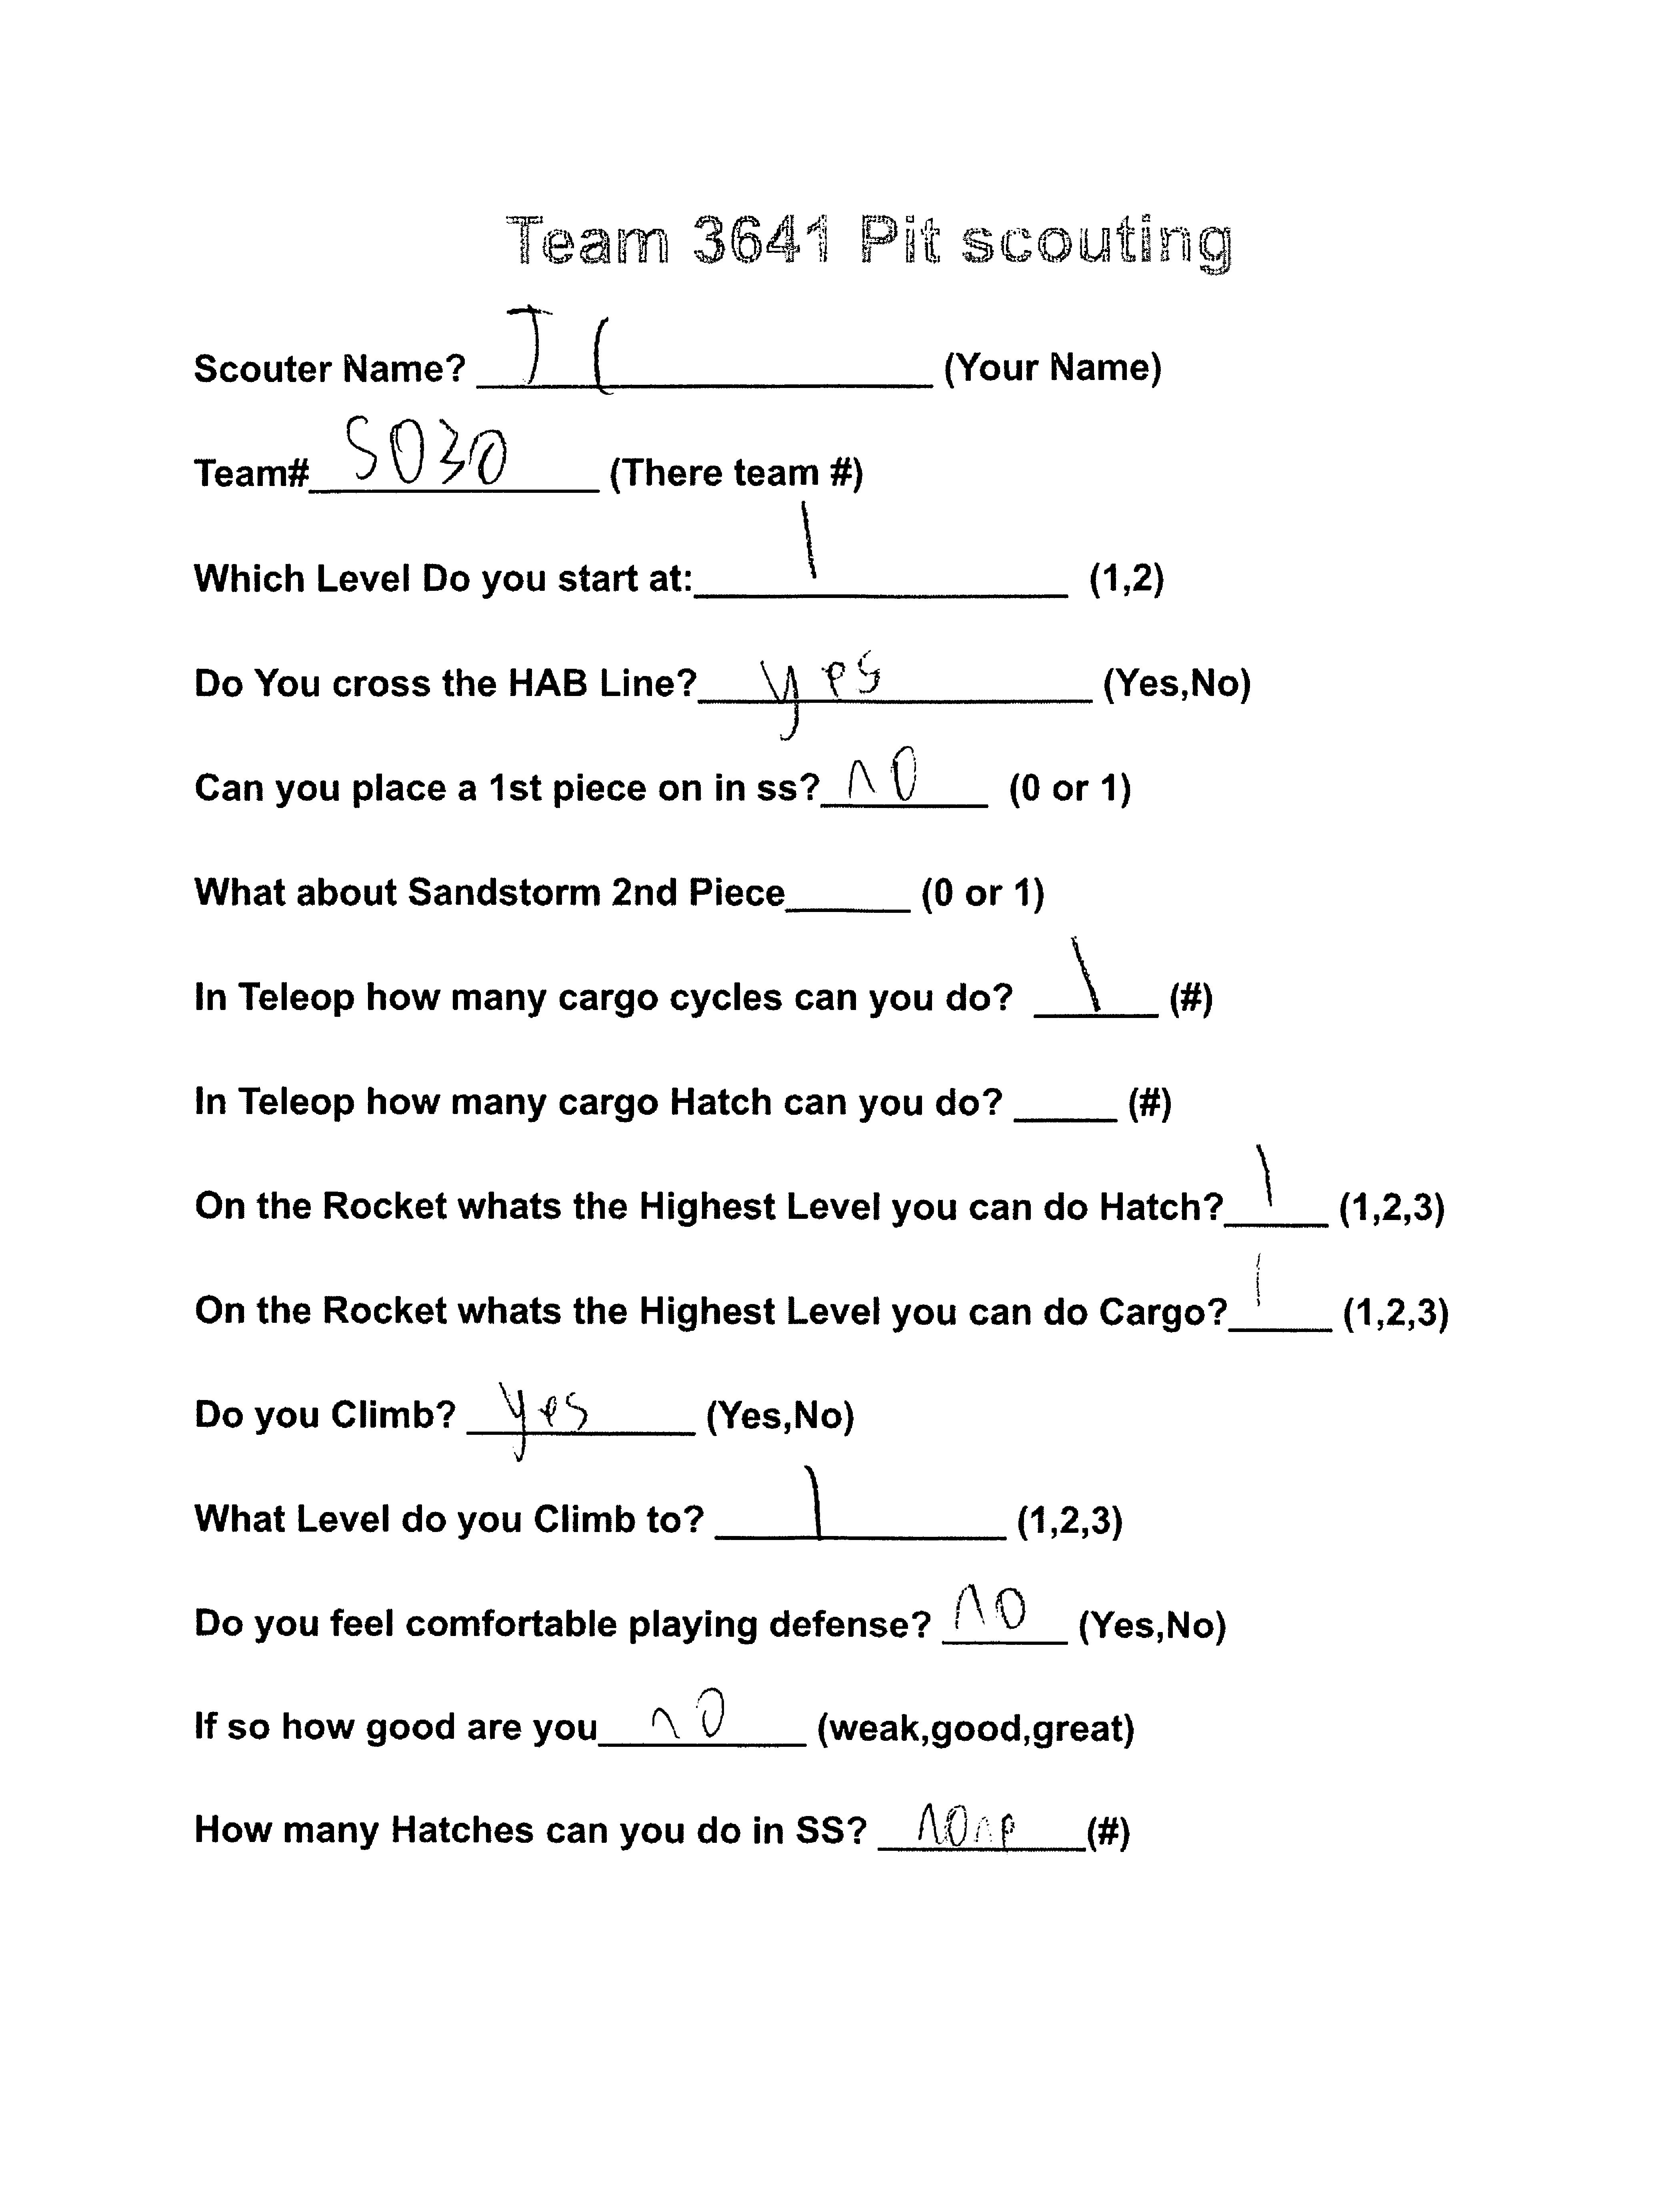 Team 3641 Pit scouting
Scouter Name? J C (Your Name)
Team# 5030 (There team #)
Which Level Do you start at: 1 (1,2)
Do You cross the HAB Line? yes (Yes,No)
Can you place a 1st piece on in ss? no (0 or 1)
What about Sandstorm 2nd Piece______ (0 or 1)
In Teleop how many cargo cycles can you do? 1 (#)
In Teleop how many cargo Hatch can you do? _____ (#)
On the Rocket whats the Highest Level you can do Hatch? 1 (1,2,3)
On the Rocket whats the Highest Level you can do Cargo? 1 (1,2,3)
Do you Climb? yes (Yes,No)
What Level do you Climb to? 1 (1,2,3)
Do you feel comfortable playing defense? no (Yes,No)
If so how good are you no (weak,good,great)
How many Hatches can you do in SS? none (#)